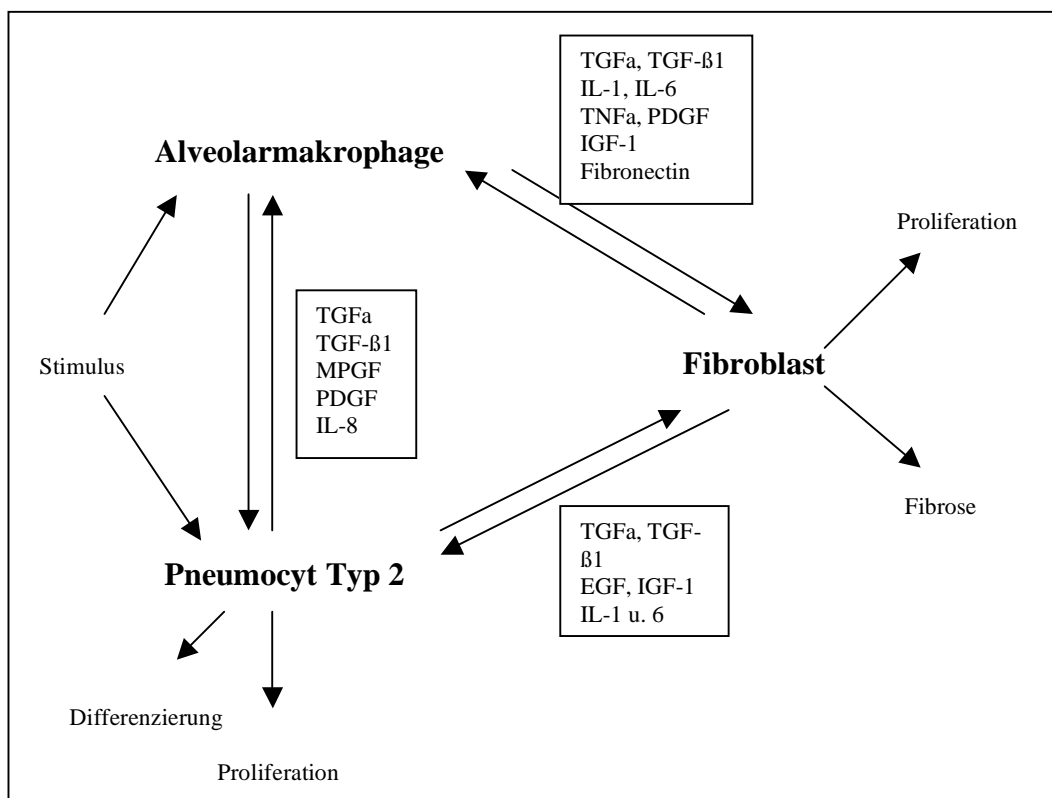 TGFa, TGF-ß1
IL-1, IL-6
TNFa, PDGF
IGF-1
Fibronectin
Alveolarmakrophage
Proliferation
TGFa
TGF-ß1
MPGF
PDGF
IL-8
Stimulus
Fibroblast
Fibrose
TGFa, TGF-
ß1
EGF, IGF-1
IL-1 u. 6
Pneumocyt Typ 2
Differenzierung
Proliferation